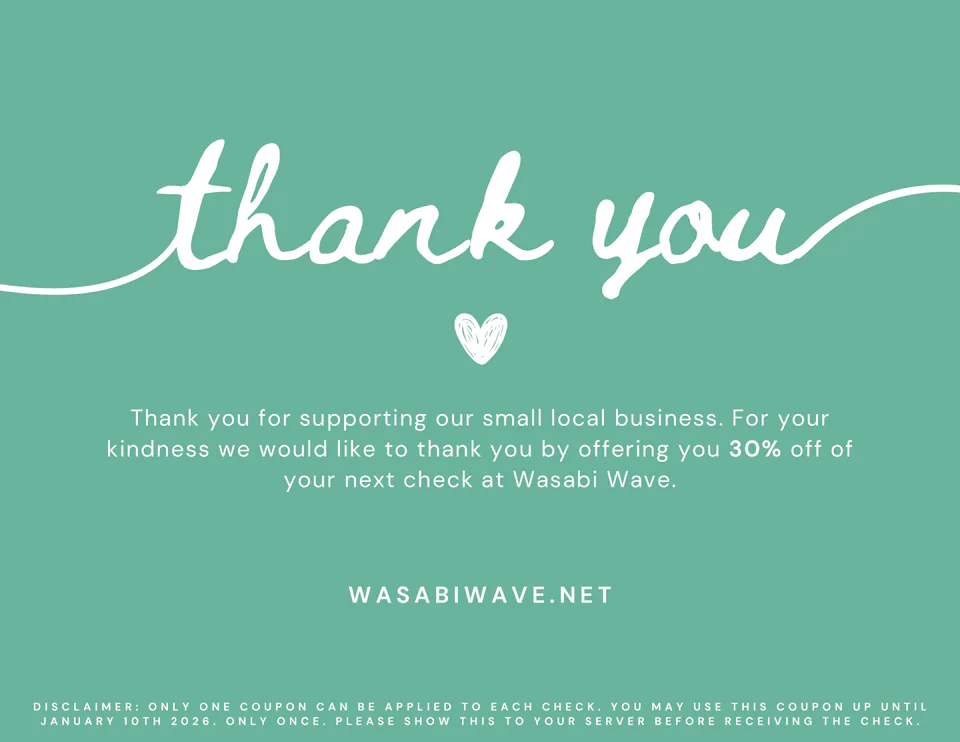 thank you
Thank you for supporting our small local business. For your
kindness we would like to thank you by offering you 30% off of
your next check at Wasabi Wave.
WASABIWAVE.NET
DISCLAIMER: ONLY ONE COUPON CAN BE APPLIED TO EACH CHECK. YOU MAY USE THIS COUPON UP UNTIL
JANUARY 10TH 2026. ONLY ONCE. PLEASE SHOW THIS TO YOUR SERVER BEFORE RECEIVING THE CHECK.